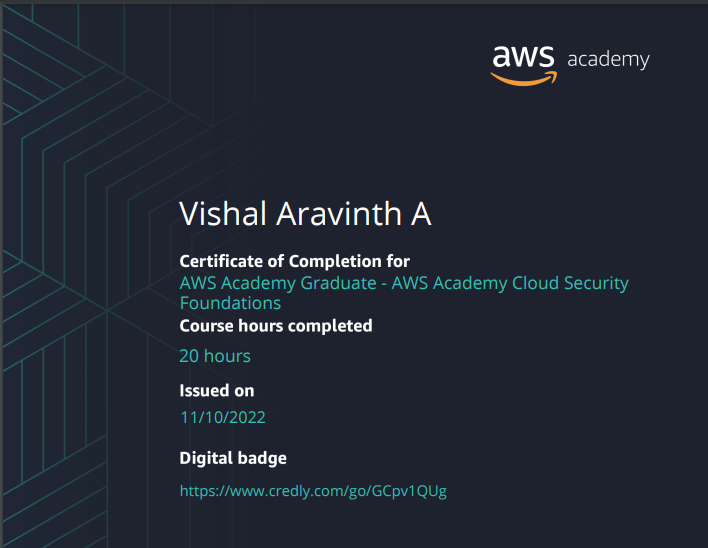 aws academy
Vishal Aravinth A
Certificate of Completion for
AWS Academy Graduate - AWS Academy Cloud Security
Foundations
Course hours completed
20 hours
Issued on
11/10/2022
Digital badge
https://www.credly.com/go/GCpv1QUg